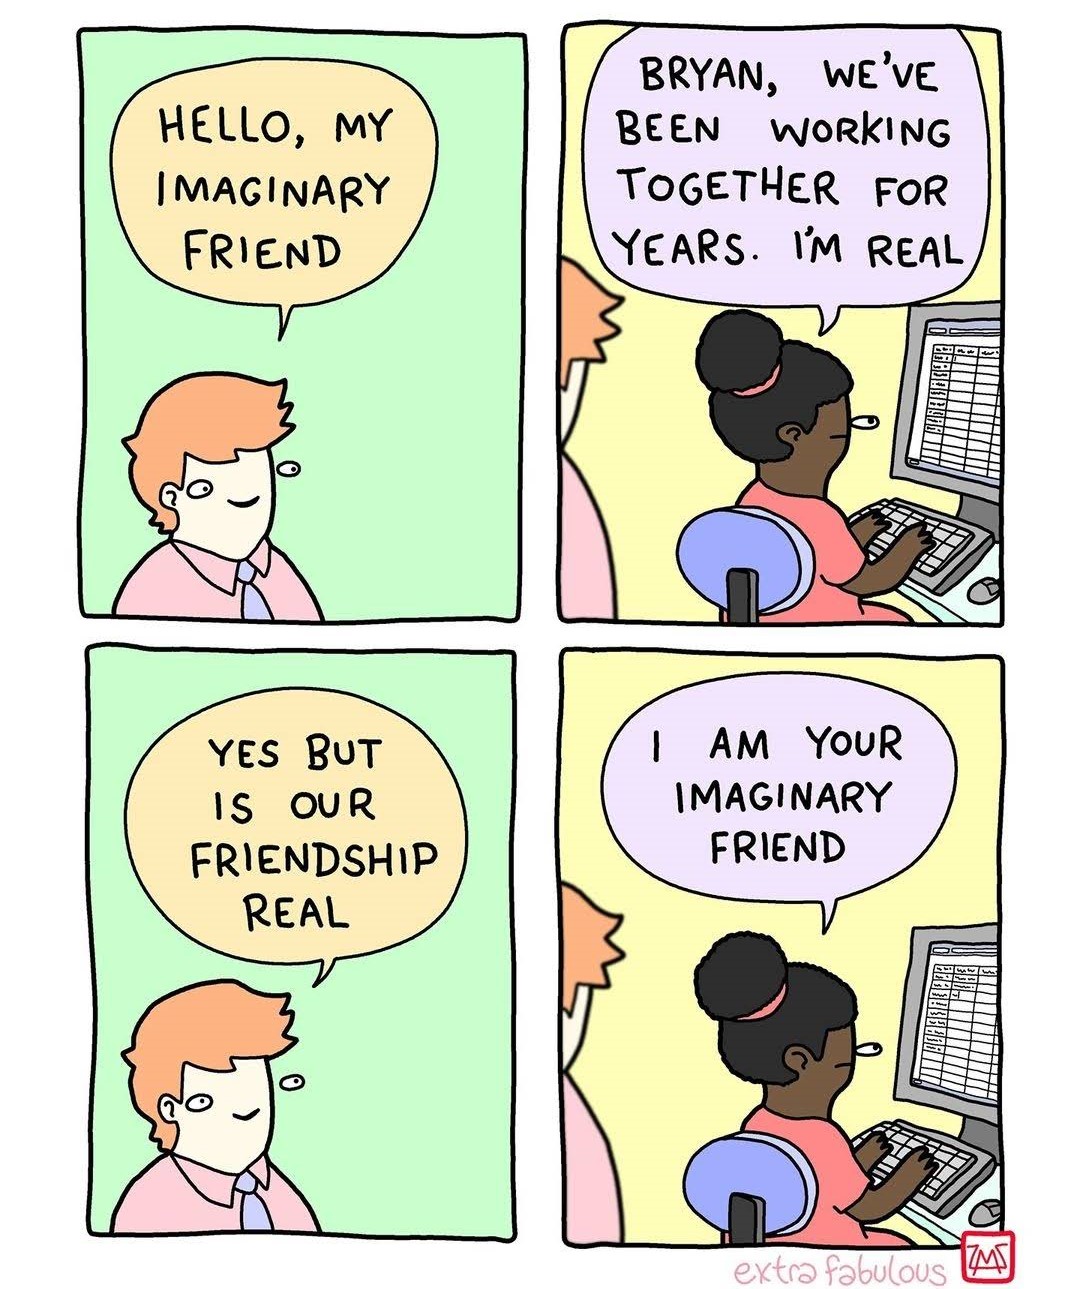 HELLO, MY
IMAGINARY
FRIEND
BRYAN, WE'VE
BEEN WORKING
TOGETHER FOR
YEARS. I'M REAL
YES BUT
IS OUR
FRIENDSHIP
REAL
I AM YOUR
IMAGINARY
FRIEND
extra fabulous
ZMS